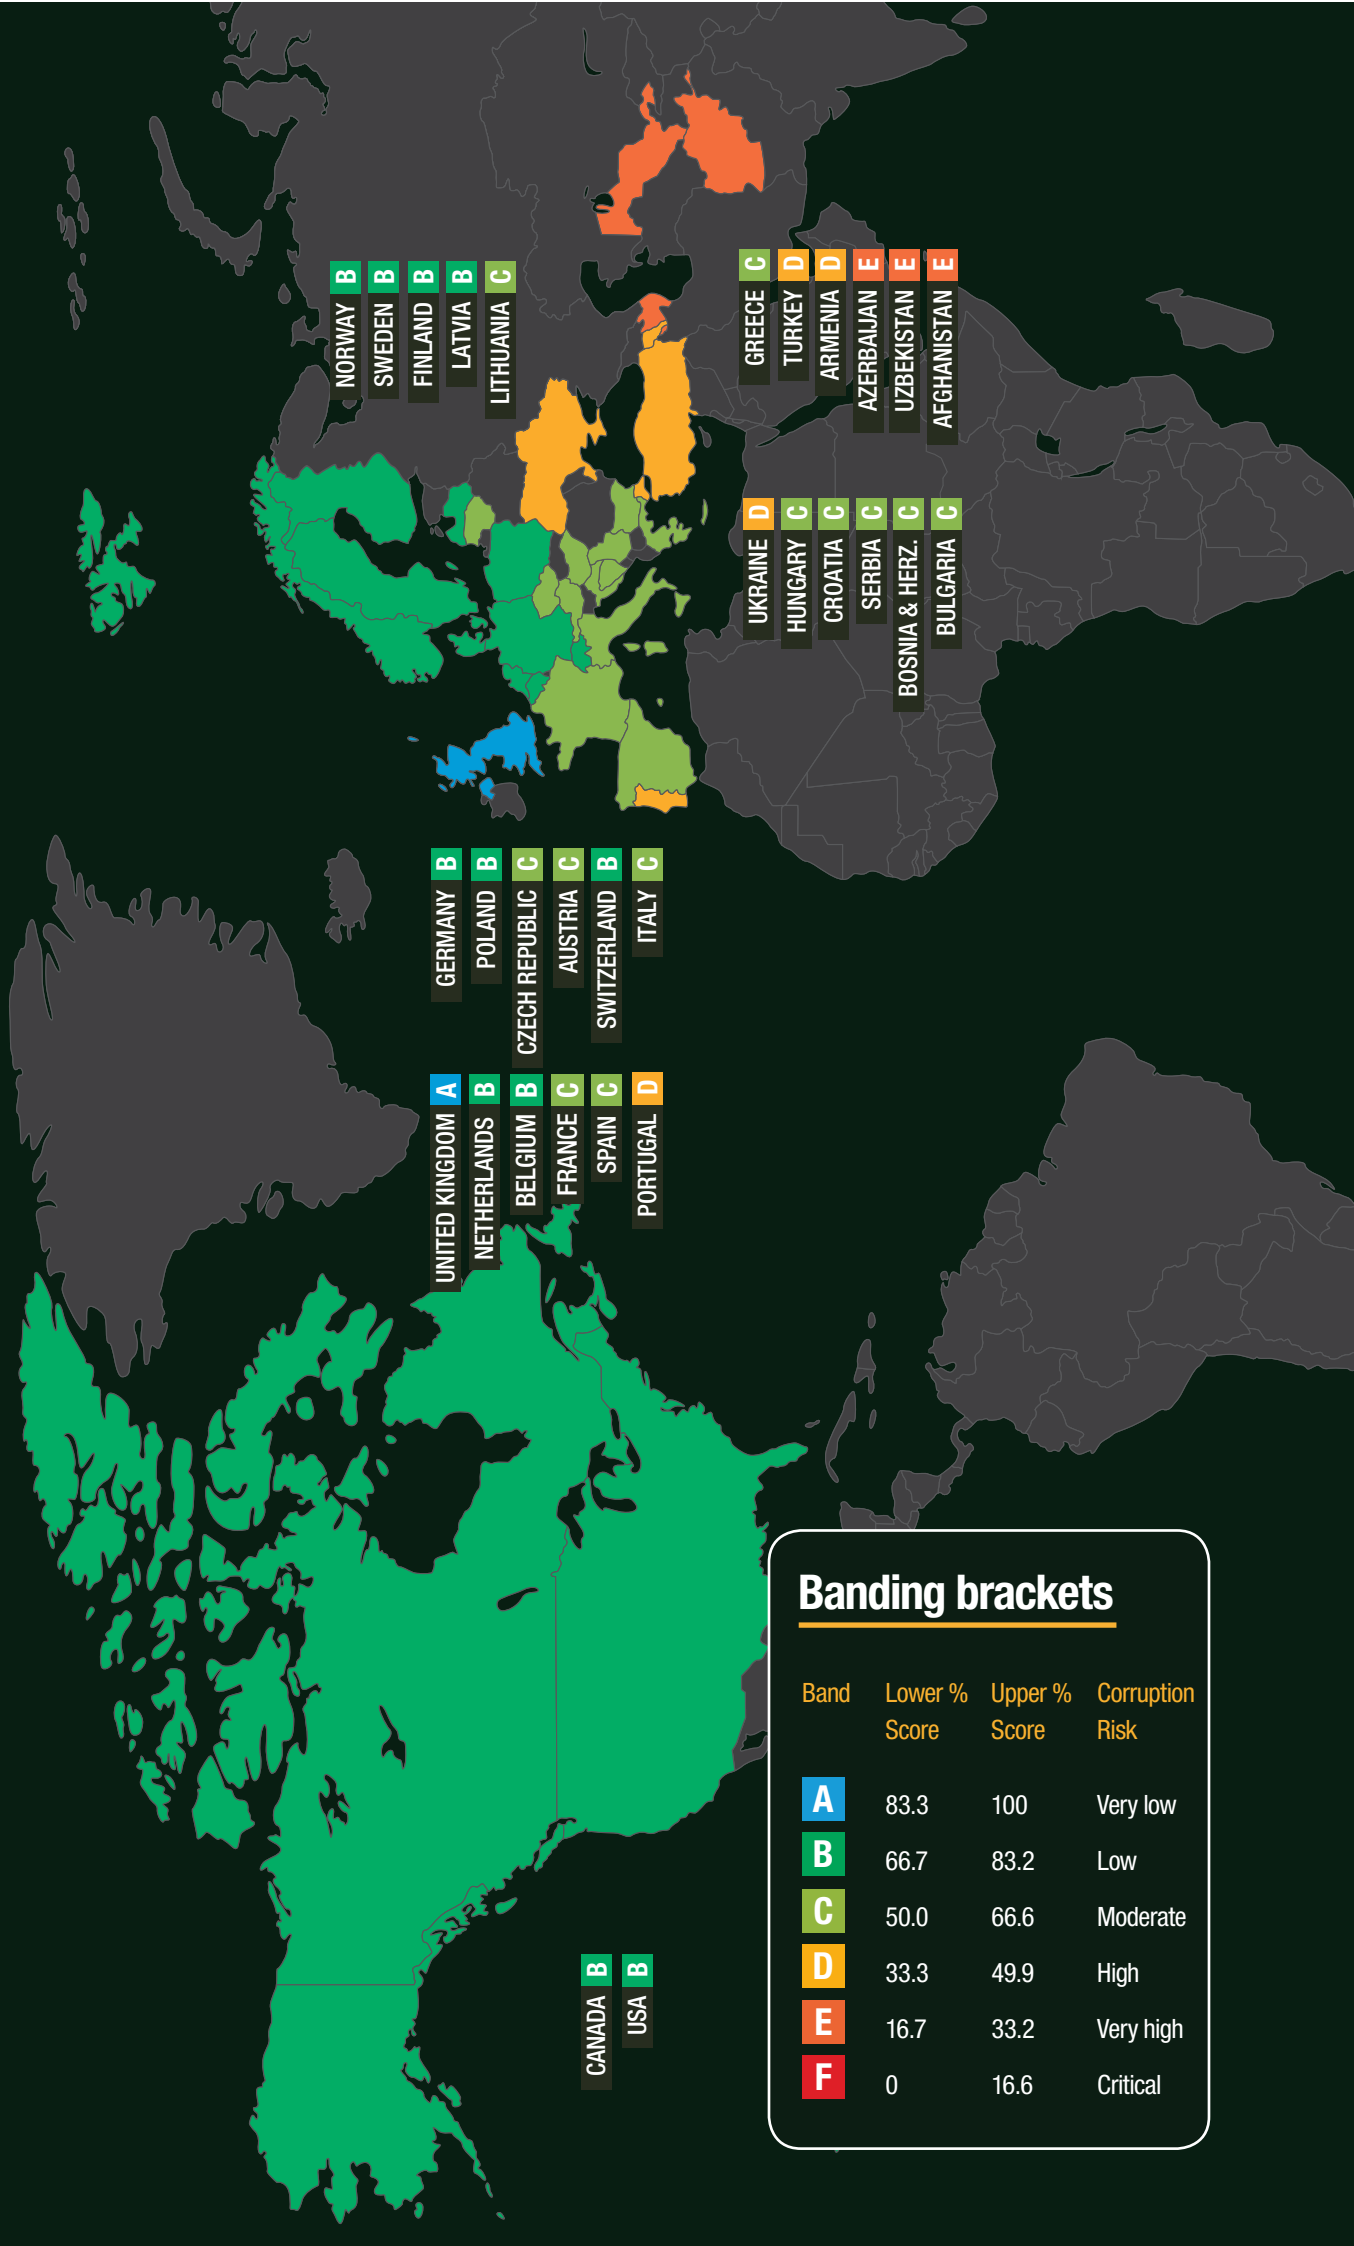 NORWAY B
SWEDEN B
FINLAND B
LATVIA B
LITHUANIA C
GREECE C
TURKEY D
ARMENIA D
AZERBAIJAN E
UZBEKISTAN E
AFGHANISTAN E
UKRAINE D
HUNGARY C
CROATIA C
SERBIA C
BOSNIA & HERZ. C
BULGARIA C
GERMANY B
POLAND B
CZECH REPUBLIC C
AUSTRIA C
SWITZERLAND B
ITALY C
UNITED KINGDOM A
NETHERLANDS B
BELGIUM B
FRANCE C
SPAIN C
PORTUGAL D
CANADA B
USA B
Banding brackets
Band Lower % Upper % Corruption
Score Score Risk
A 83.3 100 Very low
B 66.7 83.2 Low
C 50.0 66.6 Moderate
D 33.3 49.9 High
E 16.7 33.2 Very high
F 0 16.6 Critical